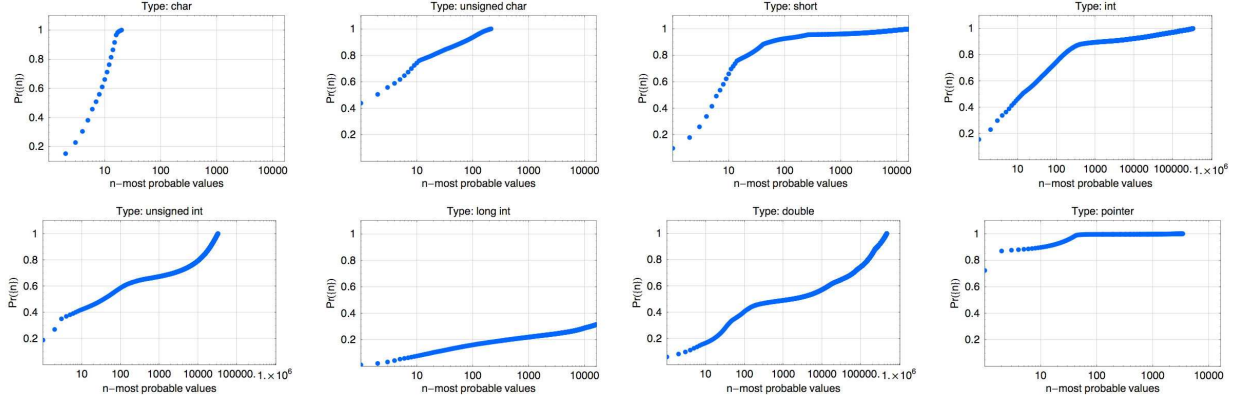 Type: char
1
0.8
0.6
0.4
0.2
Pr((n))
10 100 1000 10000
n-most probable values
Type: unsigned char
1
0.8
0.6
0.4
0.2
Pr((n))
10 100 1000 10000
n-most probable values
Type: short
1
0.8
0.6
0.4
0.2
Pr((n))
10 100 1000 10000
n-most probable values
Type: int
1
0.8
0.6
0.4
0.2
Pr((n))
10 100 1000 10000 100000. 1.×10⁶
n-most probable values
Type: unsigned int
1
0.8
0.6
0.4
0.2
Pr((n))
10 100 1000 10000 100000. 1.×10⁶
n-most probable values
Type: long int
1
0.8
0.6
0.4
0.2
Pr((n))
10 100 1000 10000
n-most probable values
Type: double
1
0.8
0.6
0.4
0.2
Pr((n))
10 100 1000 10000 100000. 1.×10⁶
n-most probable values
Type: pointer
1
0.8
0.6
0.4
0.2
Pr((n))
10 100 1000 10000
n-most probable values